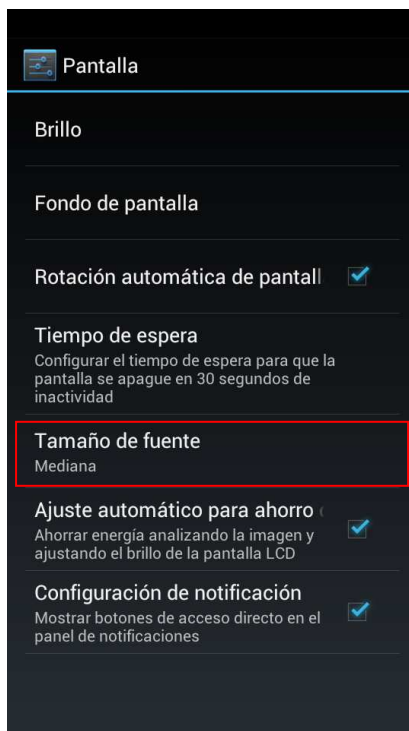 Pantalla
Brillo
Fondo de pantalla
Rotación automática de pantall
Tiempo de espera
Configurar el tiempo de espera para que la
pantalla se apague en 30 segundos de
inactividad
Tamaño de fuente
Mediana
Ajuste automático para ahorro
Ahorrar energía analizando la imagen y
ajustando el brillo de la pantalla LCD
Configuración de notificación
Mostrar botones de acceso directo en el
panel de notificaciones